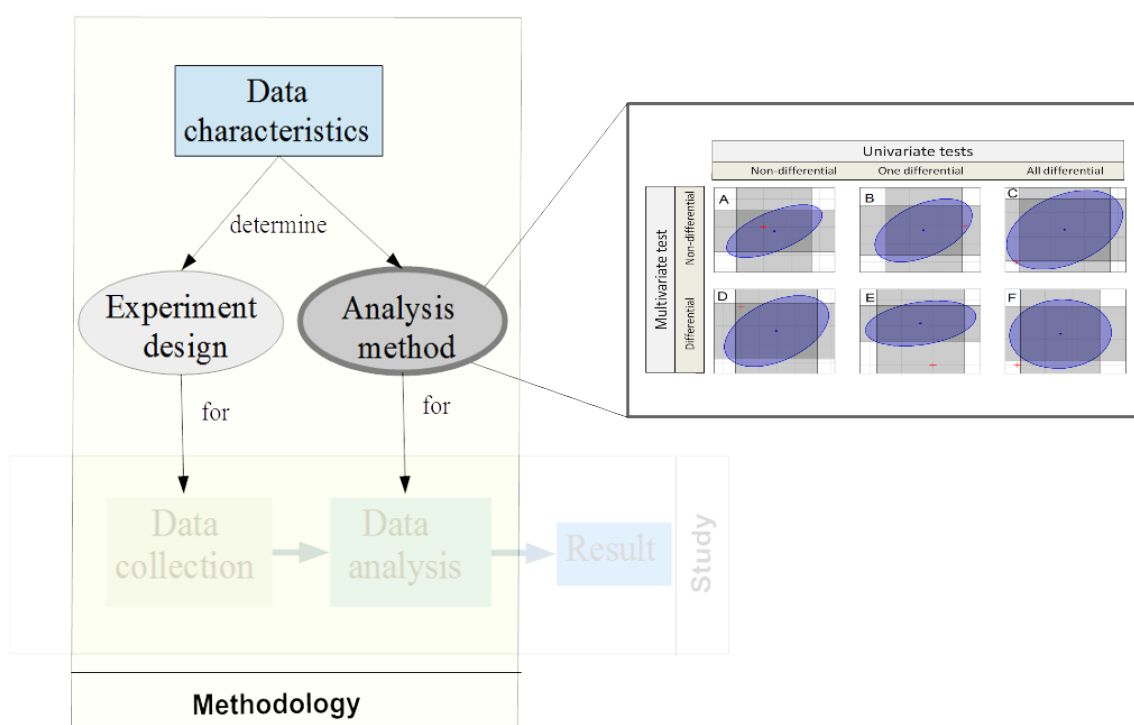 Data
characteristics
determine
Experiment
design
Analysis
method
for
for
Data
collection
Data
analysis
Result
Study
Methodology
Univariate tests
Non-differential
One differential
All differential
Multivariate test
Non-differential
Differential
A
B
C
D
E
F